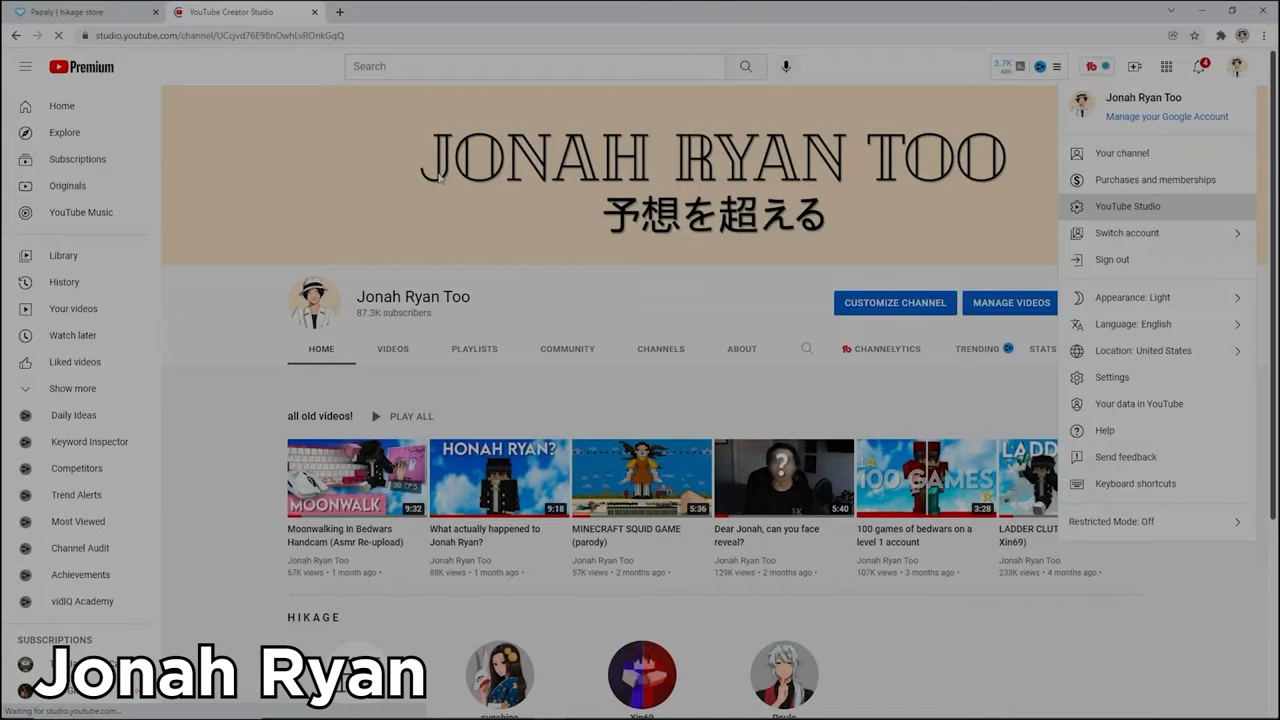 Papaly | hikage store
YouTube Creator Studio
studio.youtube.com/channel/UCcjvd76E98nOwhLvROnkGqQ
Premium
Search
3.7K
48h
4
Home
Explore
Subscriptions
Originals
YouTube Music
Library
History
Your videos
Watch later
Liked videos
Show more
Daily Ideas
Keyword Inspector
Competitors
Trend Alerts
Most Viewed
Channel Audit
Achievements
vidIQ Academy
SUBSCRIPTIONS
JONAH RYAN TOO
予想を超える
Jonah Ryan Too
87.3K subscribers
CUSTOMIZE CHANNEL
MANAGE VIDEOS
HOME
VIDEOS
PLAYLISTS
COMMUNITY
CHANNELS
ABOUT
CHANNELYTICS
TRENDING
STATS
all old videos!
PLAY ALL
38 CPS
MOONWALK
9:32
Moonwalking In Bedwars
Handcam (Asmr Re-upload)
Jonah Ryan Too
67K views • 1 month ago •
HONAH RYAN?
9:18
What actually happened to
Jonah Ryan?
Jonah Ryan Too
88K views • 1 month ago •
5:36
MINECRAFT SQUID GAME
(parody)
Jonah Ryan Too
57K views • 2 months ago •
?
5:40
Dear Jonah, can you face
reveal?
Jonah Ryan Too
129K views • 2 months ago •
100 GAMES
3:28
100 games of bedwars on a
level 1 account
Jonah Ryan Too
107K views • 3 months ago •
LADD
LADDER CLUT
Xin69)
Jonah Ryan Too
233K views • 4 months ago •
HIKAGE
sunshine
Xin69
Jonah Ryan Too
Manage your Google Account
Your channel
Purchases and memberships
YouTube Studio
Switch account
Sign out
Appearance: Light
Language: English
Location: United States
Settings
Your data in YouTube
Help
Send feedback
Keyboard shortcuts
Restricted Mode: Off
Jonah Ryan
Waiting for studio.youtube.com...